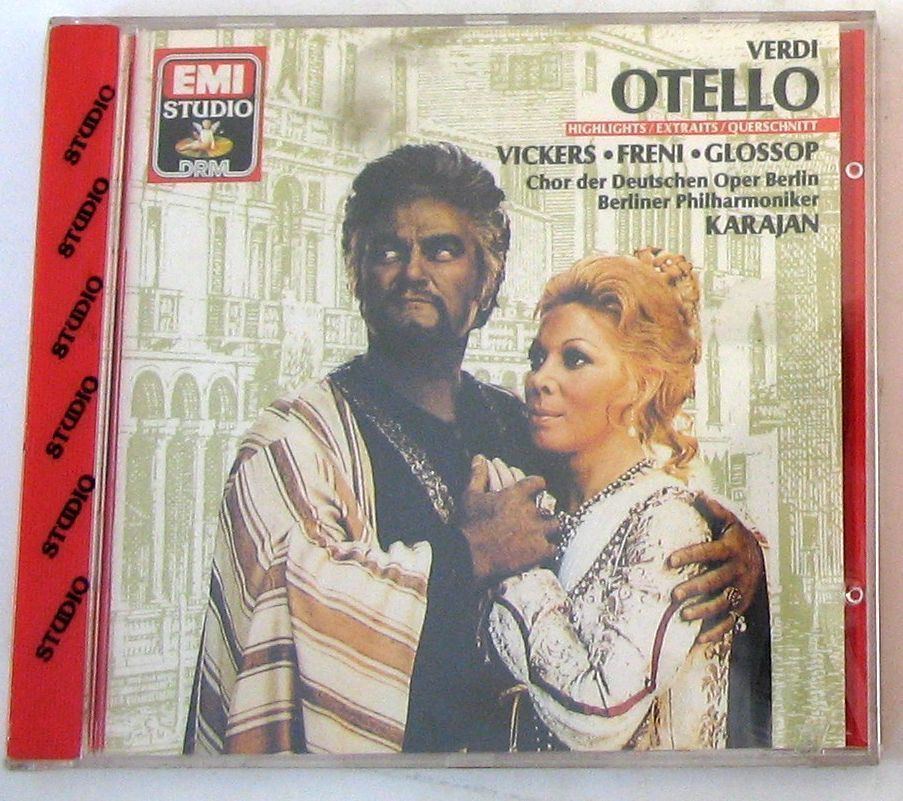 STUDIO
STUDIO
STUDIO
STUDIO
STUDIO
STUDIO
EMI
STUDIO
DRM
VERDI
OTELLO
HIGHLIGHTS/EXTRAITS/QUERSCHNITT
VICKERS • FRENI • GLOSSOP
Chor der Deutschen Oper Berlin
Berliner Philharmoniker
KARAJAN